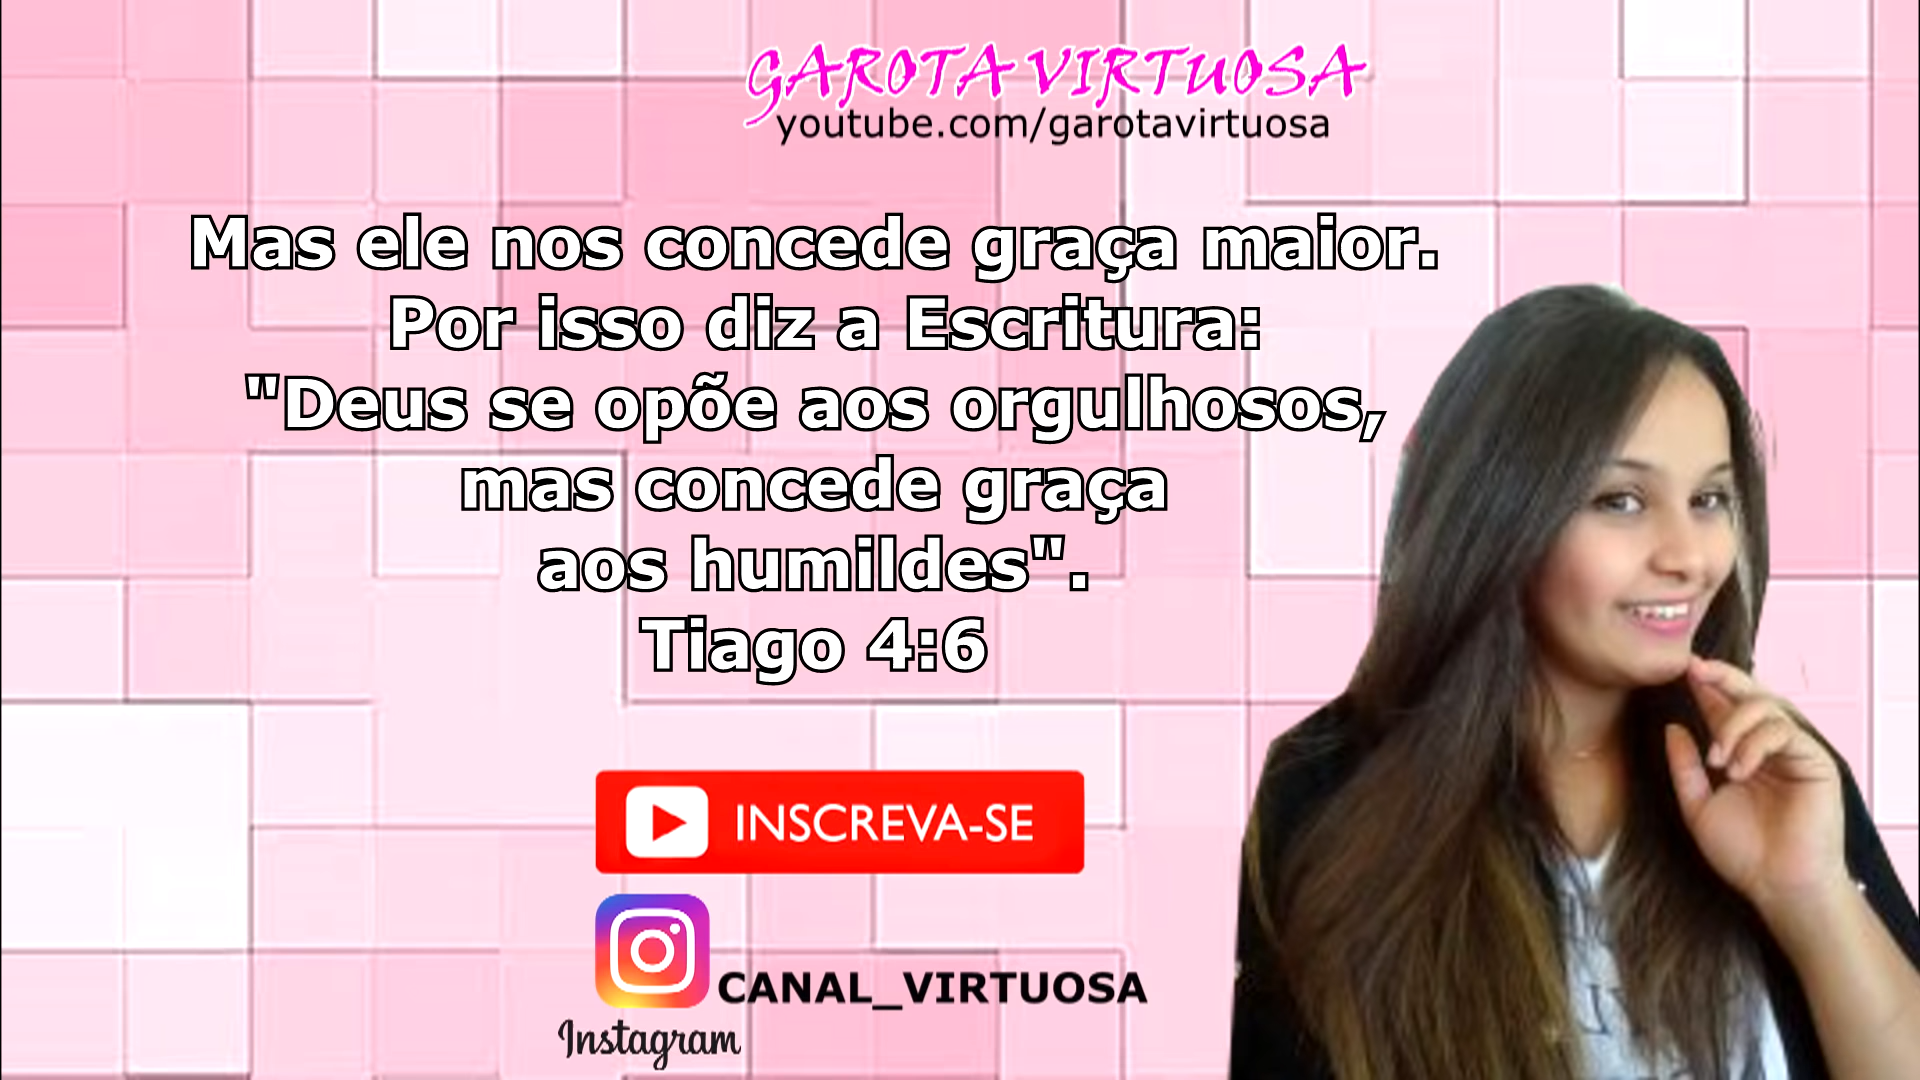 GAROTA VIRTUOSA
youtube.com/garotavirtuosa
Mas ele nos concede graça maior.
Por isso diz a Escritura:
"Deus se opõe aos orgulhosos,
mas concede graça
aos humildes".
Tiago 4:6
INSCREVA-SE
CANAL_VIRTUOSA
Instagram